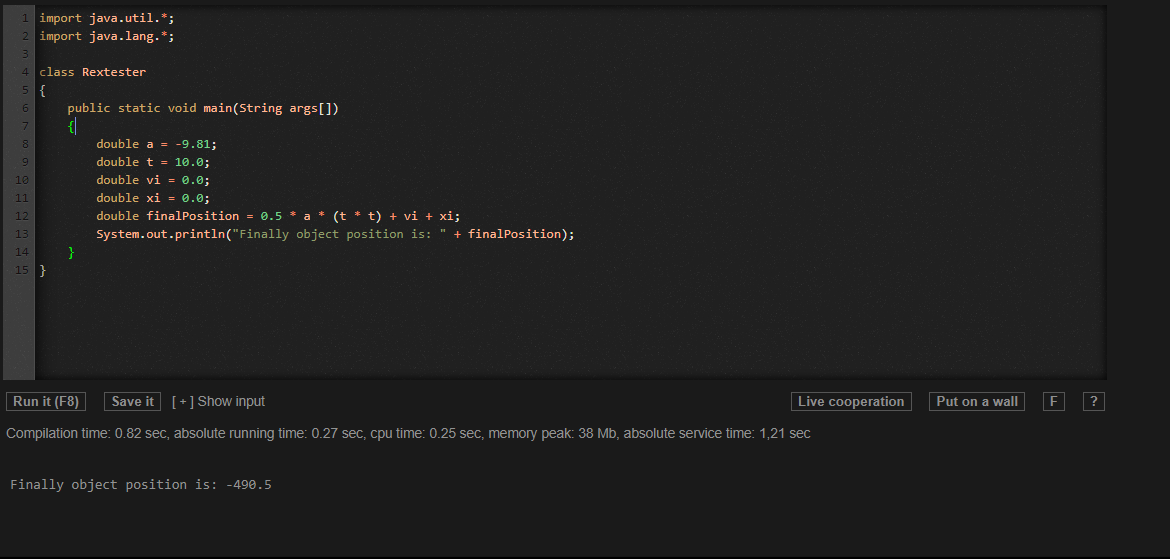 1 import java.util.*;
2 import java.lang.*;
3
4 class Rextester
5 {
6     public static void main(String args[])
7     {
8         double a = -9.81;
9         double t = 10.0;
10         double vi = 0.0;
11         double xi = 0.0;
12         double finalPosition = 0.5 * a * (t * t) + vi + xi;
13         System.out.println("Finally object position is: " + finalPosition);
14     }
15 }
Run it (F8) Save it [ + ] Show input Live cooperation Put on a wall F ?
Compilation time: 0.82 sec, absolute running time: 0.27 sec, cpu time: 0.25 sec, memory peak: 38 Mb, absolute service time: 1,21 sec
Finally object position is: -490.5